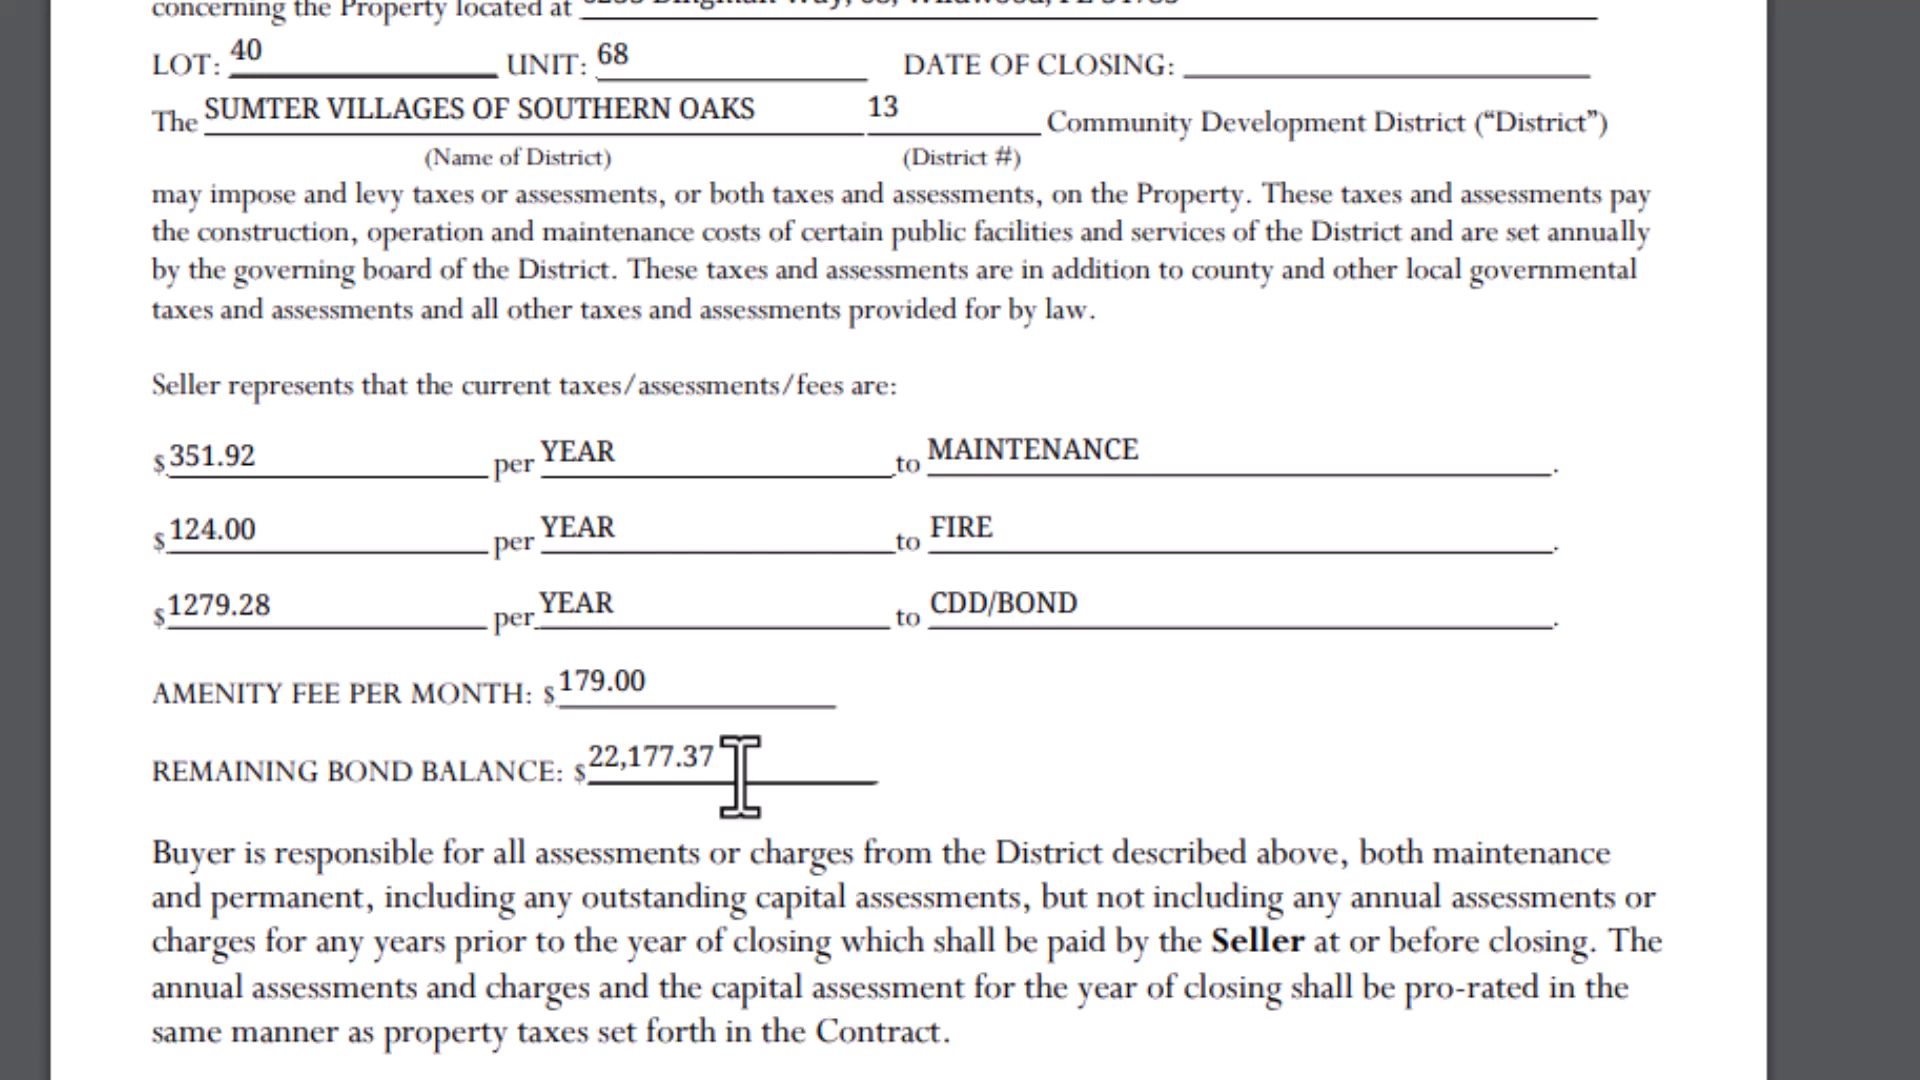 concerning the Property located at
LOT: 40 UNIT: 68 DATE OF CLOSING:
The SUMTER VILLAGES OF SOUTHERN OAKS 13 Community Development District (“District”)
(Name of District) (District #)
may impose and levy taxes or assessments, or both taxes and assessments, on the Property. These taxes and assessments pay
the construction, operation and maintenance costs of certain public facilities and services of the District and are set annually
by the governing board of the District. These taxes and assessments are in addition to county and other local governmental
taxes and assessments and all other taxes and assessments provided for by law.
Seller represents that the current taxes/assessments/fees are:
$ 351.92 per YEAR to MAINTENANCE.
$ 124.00 per YEAR to FIRE.
$ 1279.28 per YEAR to CDD/BOND.
AMENITY FEE PER MONTH: $ 179.00
REMAINING BOND BALANCE: $ 22,177.37
Buyer is responsible for all assessments or charges from the District described above, both maintenance
and permanent, including any outstanding capital assessments, but not including any annual assessments or
charges for any years prior to the year of closing which shall be paid by the Seller at or before closing. The
annual assessments and charges and the capital assessment for the year of closing shall be pro-rated in the
same manner as property taxes set forth in the Contract.